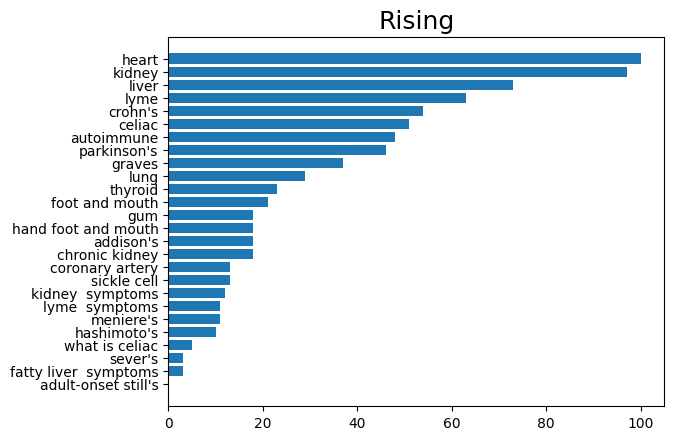 Rising
heart
kidney
liver
lyme
crohn's
celiac
autoimmune
parkinson's
graves
lung
thyroid
foot and mouth
gum
hand foot and mouth
addison's
chronic kidney
coronary artery
sickle cell
kidney  symptoms
lyme  symptoms
meniere's
hashimoto's
what is celiac
sever's
fatty liver  symptoms
adult-onset still's
0 20 40 60 80 100